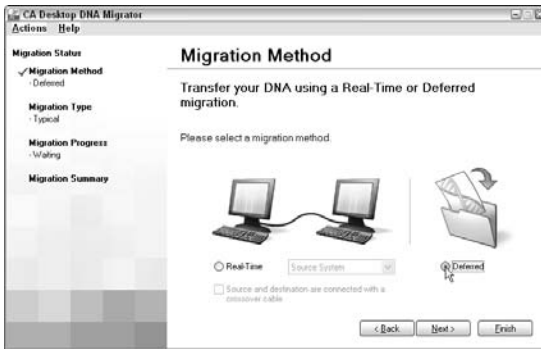 CA Desktop DNA Migrator
Actions Help
Migration Status
Migration Method
- Deferred
Migration Type
- Typical
Migration Progress
- Waiting
Migration Summary
Migration Method
Transfer your DNA using a Real-Time or Deferred
migration.
Please select a migration method.
Real-Time
Source System
Deferred
Source and destination are connected with a
crossover cable
< Back
Next >
Finish